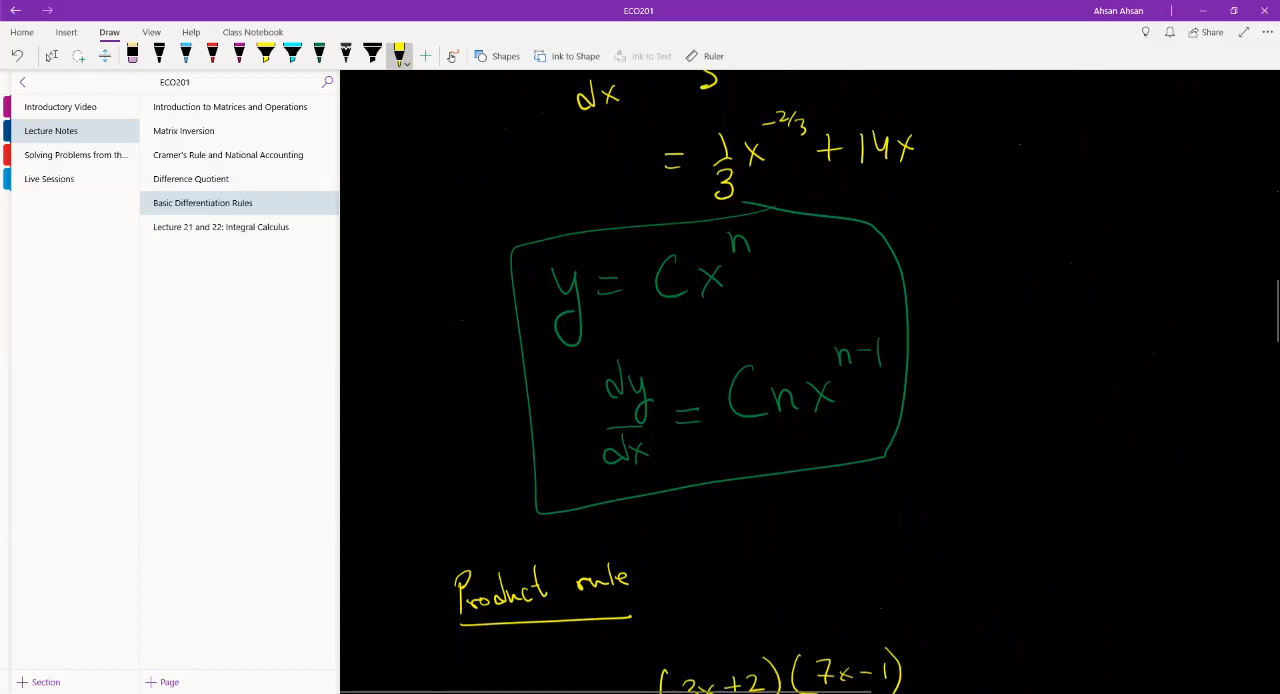 ECO201
Ahsan Ahsan
Home Insert Draw View Help Class Notebook
Share
Shapes Ink to Shape Ink to Text Ruler
ECO201
Introductory Video
Lecture Notes
Solving Problems from th...
Live Sessions
Introduction to Matrices and Operations
Matrix Inversion
Cramer's Rule and National Accounting
Difference Quotient
Basic Differentiation Rules
Lecture 21 and 22: Integral Calculus
dx 3
= 1/3 x^-2/3 + 14x
y = Cx^n
dy/dx = Cnx^n-1
Product rule
(2x+2)(7x-1)
+ Section
+ Page